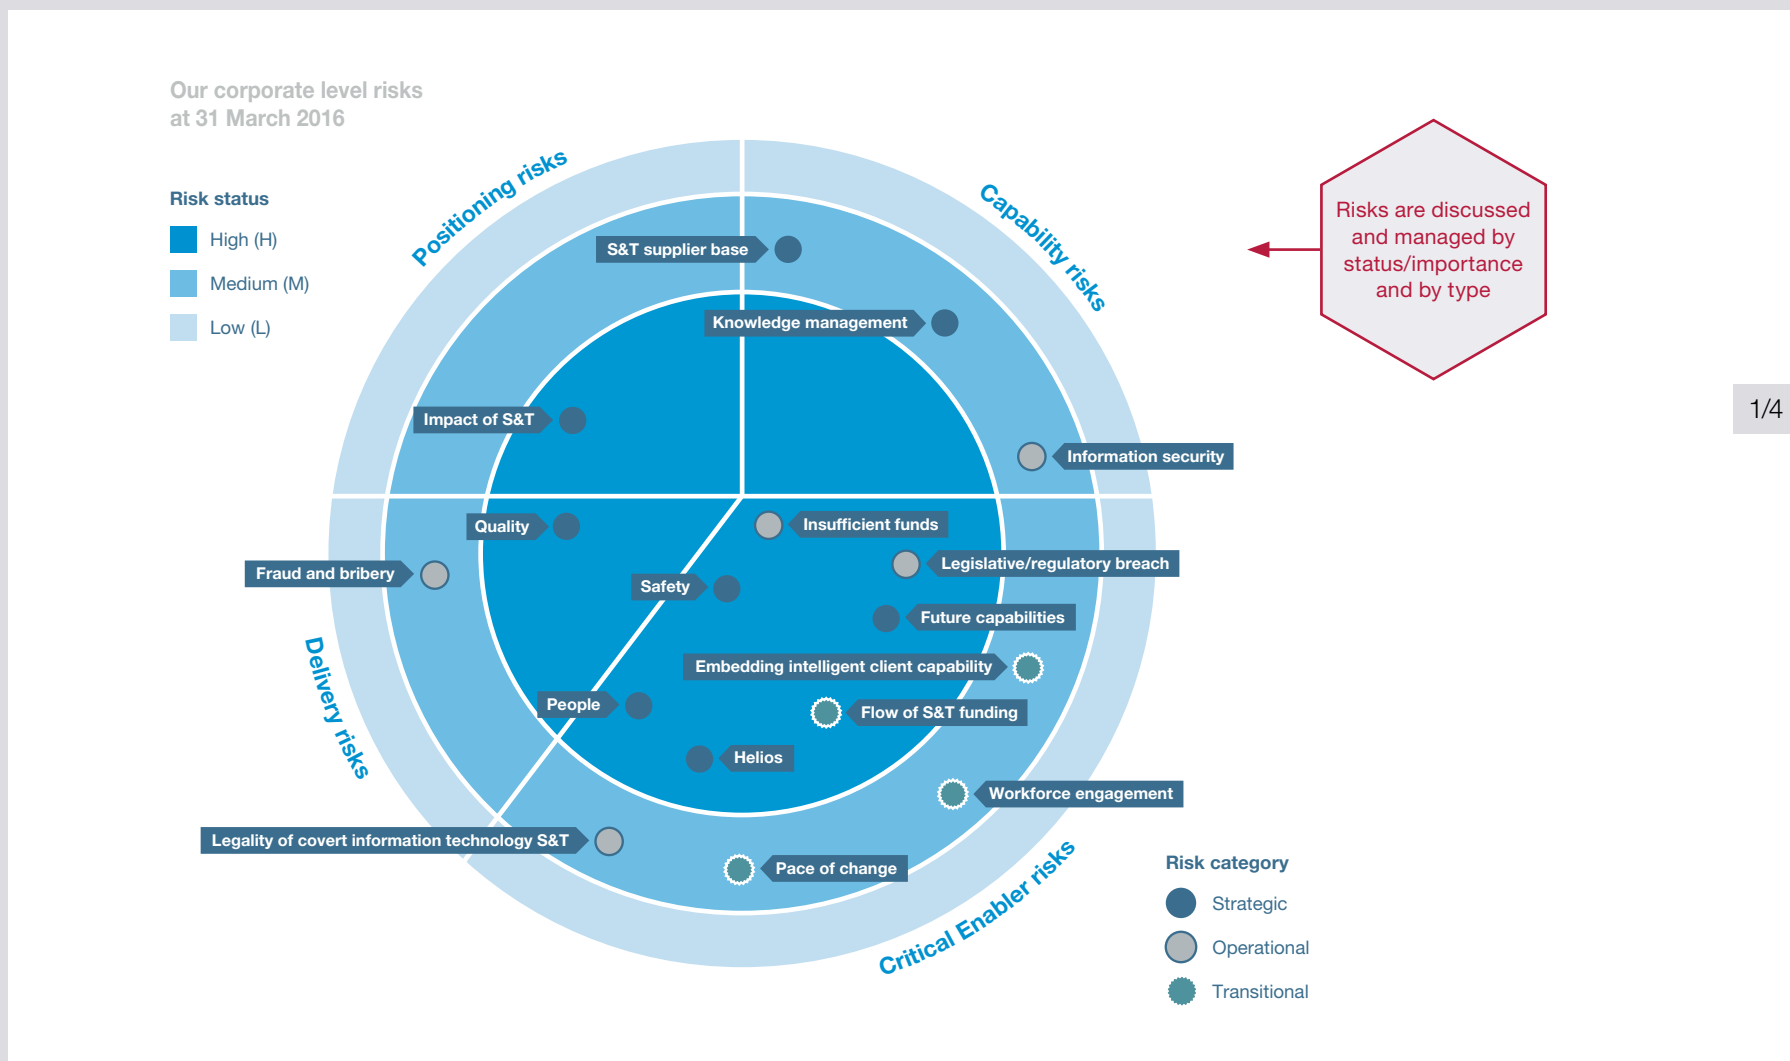 Our corporate level risks
at 31 March 2016
Risk status
High (H)
Medium (M)
Low (L)
Positioning risks
Capability risks
S&T supplier base
Knowledge management
Impact of S&T
Information security
Quality
Insufficient funds
Fraud and bribery
Legislative/regulatory breach
Safety
Future capabilities
Embedding intelligent client capability
People
Flow of S&T funding
Helios
Workforce engagement
Legality of covert information technology S&T
Pace of change
Delivery risks
Critical Enabler risks
Risks are discussed
and managed by
status/importance
and by type
1/4
Risk category
Strategic
Operational
Transitional